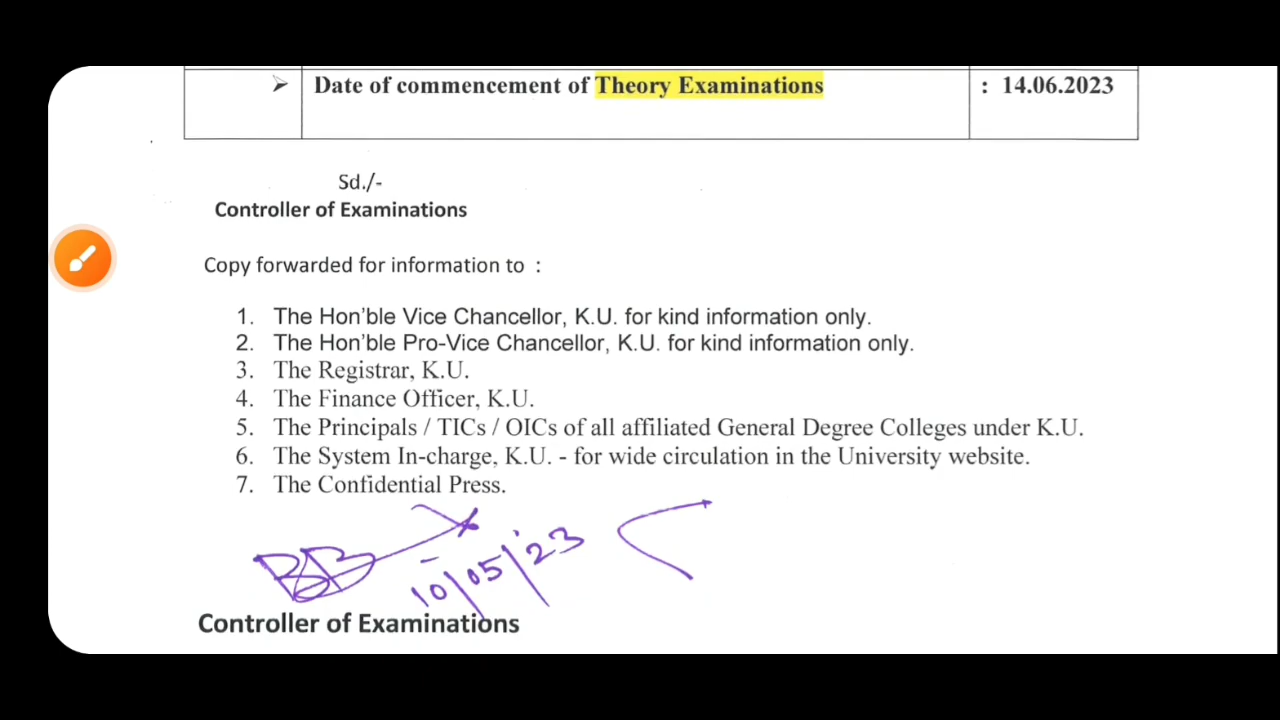 ➢ Date of commencement of Theory Examinations : 14.06.2023
Sd./-
Controller of Examinations
Copy forwarded for information to :
1. The Hon'ble Vice Chancellor, K.U. for kind information only.
2. The Hon'ble Pro-Vice Chancellor, K.U. for kind information only.
3. The Registrar, K.U.
4. The Finance Officer, K.U.
5. The Principals / TICs / OICs of all affiliated General Degree Colleges under K.U.
6. The System In-charge, K.U. - for wide circulation in the University website.
7. The Confidential Press.
10/05/23
Controller of Examinations